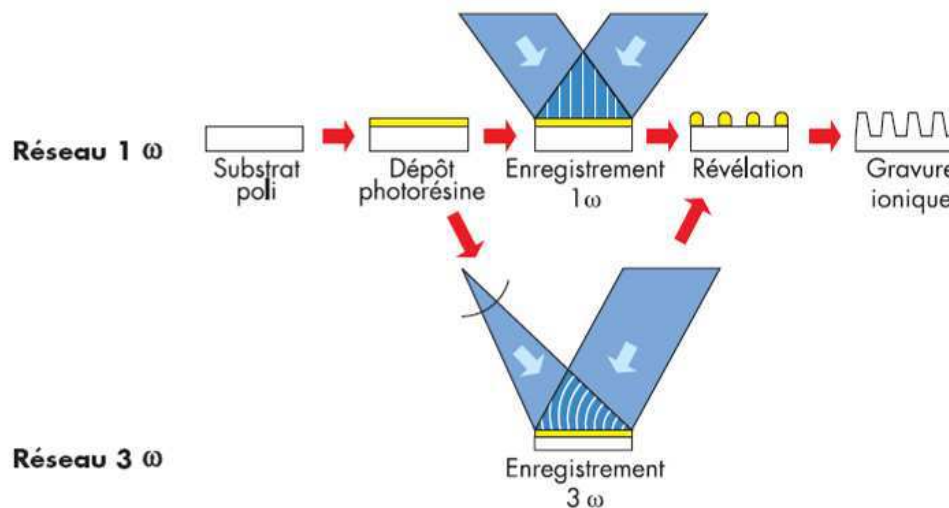 Réseau 1 ω
Substrat
poli
Dépôt
photorésine
Enregistrement
1ω
Révélation
Gravure
ionique
Réseau 3 ω
Enregistrement
3 ω